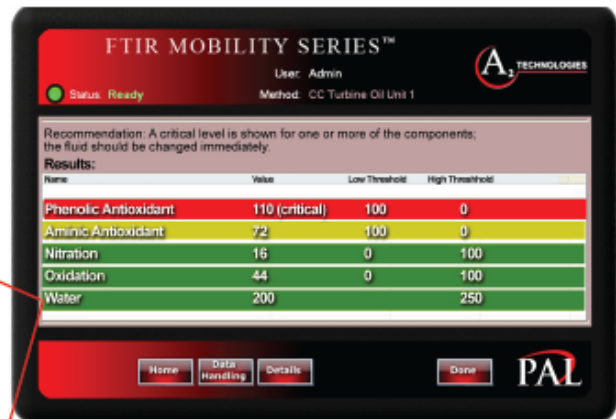 FTIR MOBILITY SERIES™
User: Admin
A2 TECHNOLOGIES
Status: Ready
Method: CC Turbine Oil Unit 1
Recommendation: A critical level is shown for one or more of the components;
the fluid should be changed immediately.
Results:
Name Value Low Threshold High Threshhold
Phenolic Antioxidant 110 (critical) 100 0
Aminic Antioxidant 72 100 0
Nitration 16 0 100
Oxidation 44 0 100
Water 200 250
Home Data Handling Details Done PAL